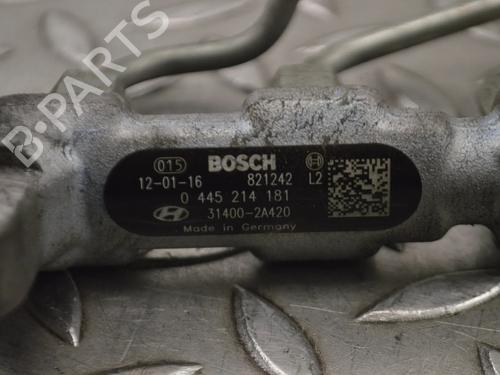 015 BOSCH
12-01-16 821242 L2
0 445 214 181
31400-2A420
Made in Germany
B-PARTS